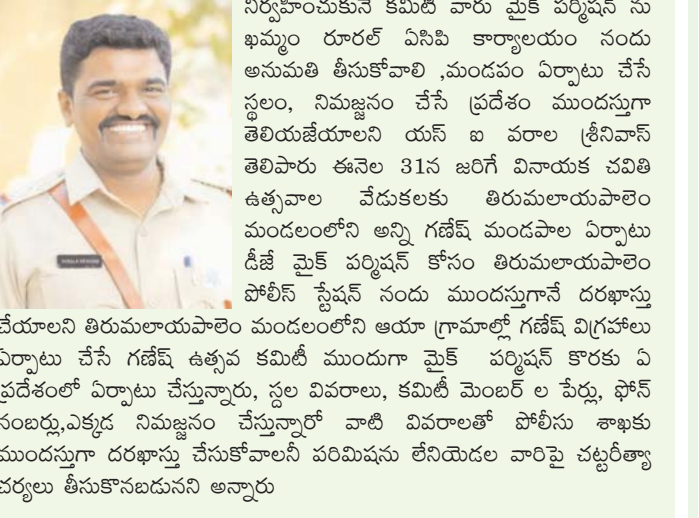 నిర్వహించుకునే కమిటీ వారు మైక్ పర్మిషన్ ను
ఖమ్మం రూరల్ ఏసిపి కార్యాలయం నందు
అనుమతి తీసుకోవాలి ,మండపం ఏర్పాటు చేసే
స్థలం, నిమజ్జనం చేసే ప్రదేశం ముందస్తుగా
తెలియజేయాలని యస్ ఐ వరాల శ్రీనివాస్
తెలిపారు ఈనెల 31న జరిగే వినాయక చవితి
ఉత్సవాల వేడుకలకు తిరుమలాయపాలెం
మండలంలోని అన్ని గణేష్ మండపాల ఏర్పాటు
డీజే మైక్ పర్మిషన్ కోసం తిరుమలాయపాలెం
పోలీస్ స్టేషన్ నందు ముందస్తుగానే దరఖాస్తు
చేయాలని తిరుమలాయపాలెం మండలంలోని ఆయా గ్రామాల్లో గణేష్ విగ్రహాలు
ఏర్పాటు చేసే గణేష్ ఉత్సవ కమిటీ ముందుగా మైక్ పర్మిషన్ కొరకు ఏ
ప్రదేశంలో ఏర్పాటు చేస్తున్నారు, స్దల వివరాలు, కమిటీ మెంబర్ ల పేర్లు, ఫోన్
నంబర్లు,ఎక్కడ నిమజ్జనం చేస్తున్నారో వాటి వివరాలతో పోలీసు శాఖకు
ముందస్తుగా దరఖాస్తు చేసుకోవాలనీ పరిమిషను లేనియెడల వారిపై చట్టరీత్యా
చర్యలు తీసుకొనబడునని అన్నారు